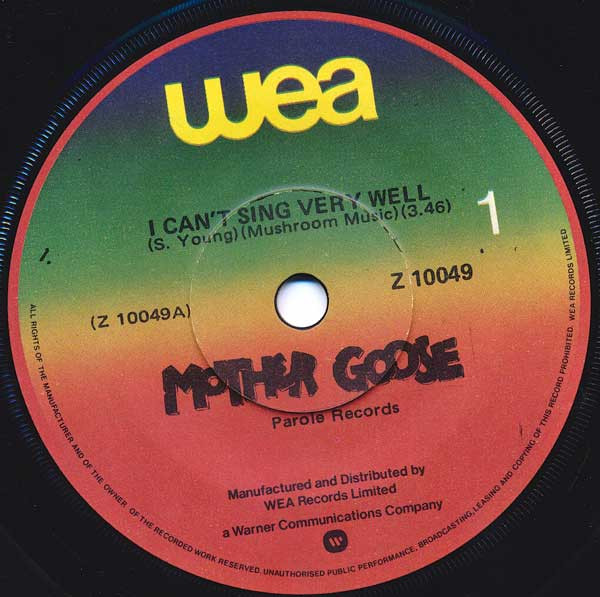 wea
I CAN'T SING VERY WELL
(S. Young)(Mushroom Music)(3.46)
1
Z 10049
(Z 10049A)
MOTHER GOOSE
Parole Records
Manufactured and Distributed by
WEA Records Limited
a Warner Communications Company
ALL RIGHTS OF THE MANUFACTURER AND OF THE OWNER OF THE RECORDED WORK RESERVED. UNAUTHORISED PUBLIC PERFORMANCE, BROADCASTING, LEASING AND COPYING OF THIS RECORD PROHIBITED. WEA RECORDS LIMITED